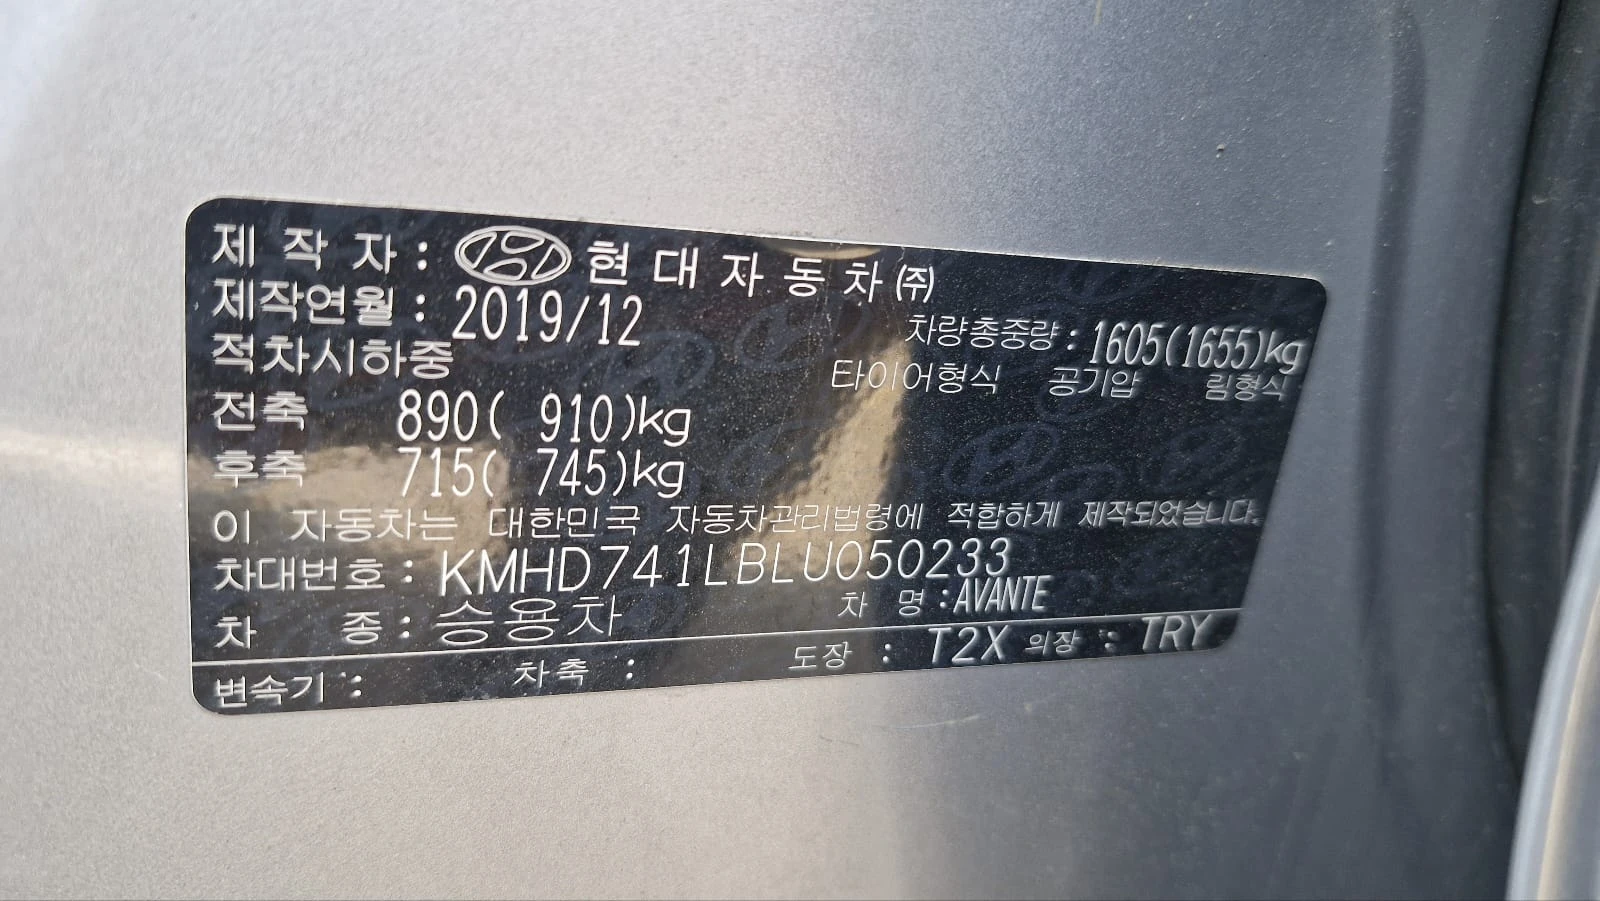 제 작 자 : 현대자동차㈜
제작연월 : 2019/12
차량총중량 : 1605(1655)kg
적차시하중
타이어형식 공기압 림형식
전축 890( 910)kg
후축 715( 745)kg
이 자동차는 대한민국 자동차관리법령에 적합하게 제작되었습니다.
차대번호 : KMHD741LBLU050233
차 종 : 승용차 차 명 : AVANTE
변속기 : 차축 : 도장 : T2X 의장 : TRY